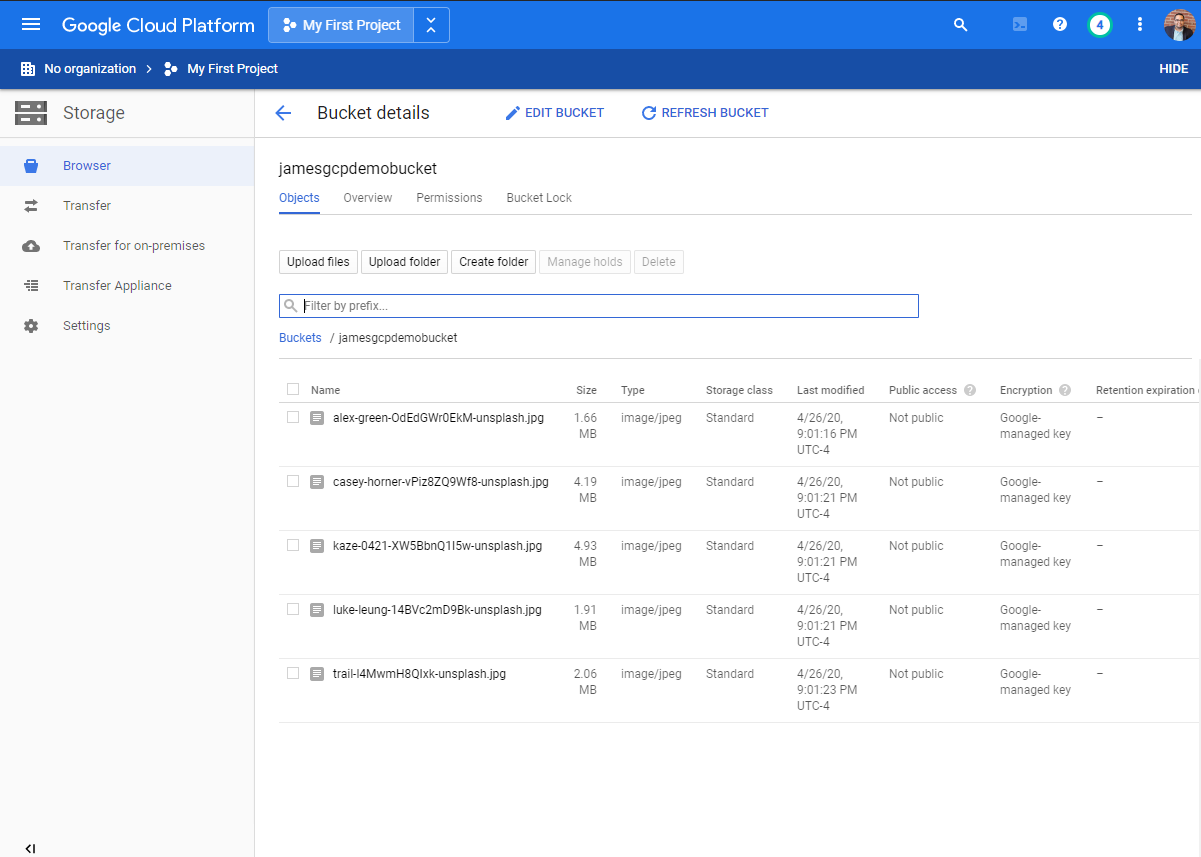 Google Cloud Platform
My First Project
4
No organization
My First Project
HIDE
Storage
Bucket details
EDIT BUCKET
REFRESH BUCKET
Browser
Transfer
Transfer for on-premises
Transfer Appliance
Settings
jamesgcpdemobucket
Objects Overview Permissions Bucket Lock
Upload files Upload folder Create folder Manage holds Delete
Filter by prefix...
Buckets / jamesgcpdemobucket
Name Size Type Storage class Last modified Public access ? Encryption ? Retention expiration
alex-green-OdEdGWr0EkM-unsplash.jpg 1.66 image/jpeg Standard 4/26/20, Not public Google- –
MB 9:01:16 PM managed key
UTC-4
casey-horner-vPiz8ZQ9Wf8-unsplash.jpg 4.19 image/jpeg Standard 4/26/20, Not public Google- –
MB 9:01:21 PM managed key
UTC-4
kaze-0421-XW5BbnQ1I5w-unsplash.jpg 4.93 image/jpeg Standard 4/26/20, Not public Google- –
MB 9:01:21 PM managed key
UTC-4
luke-leung-14BVc2mD9Bk-unsplash.jpg 1.91 image/jpeg Standard 4/26/20, Not public Google- –
MB 9:01:21 PM managed key
UTC-4
trail-I4MwmH8QIxk-unsplash.jpg 2.06 image/jpeg Standard 4/26/20, Not public Google- –
MB 9:01:23 PM managed key
UTC-4